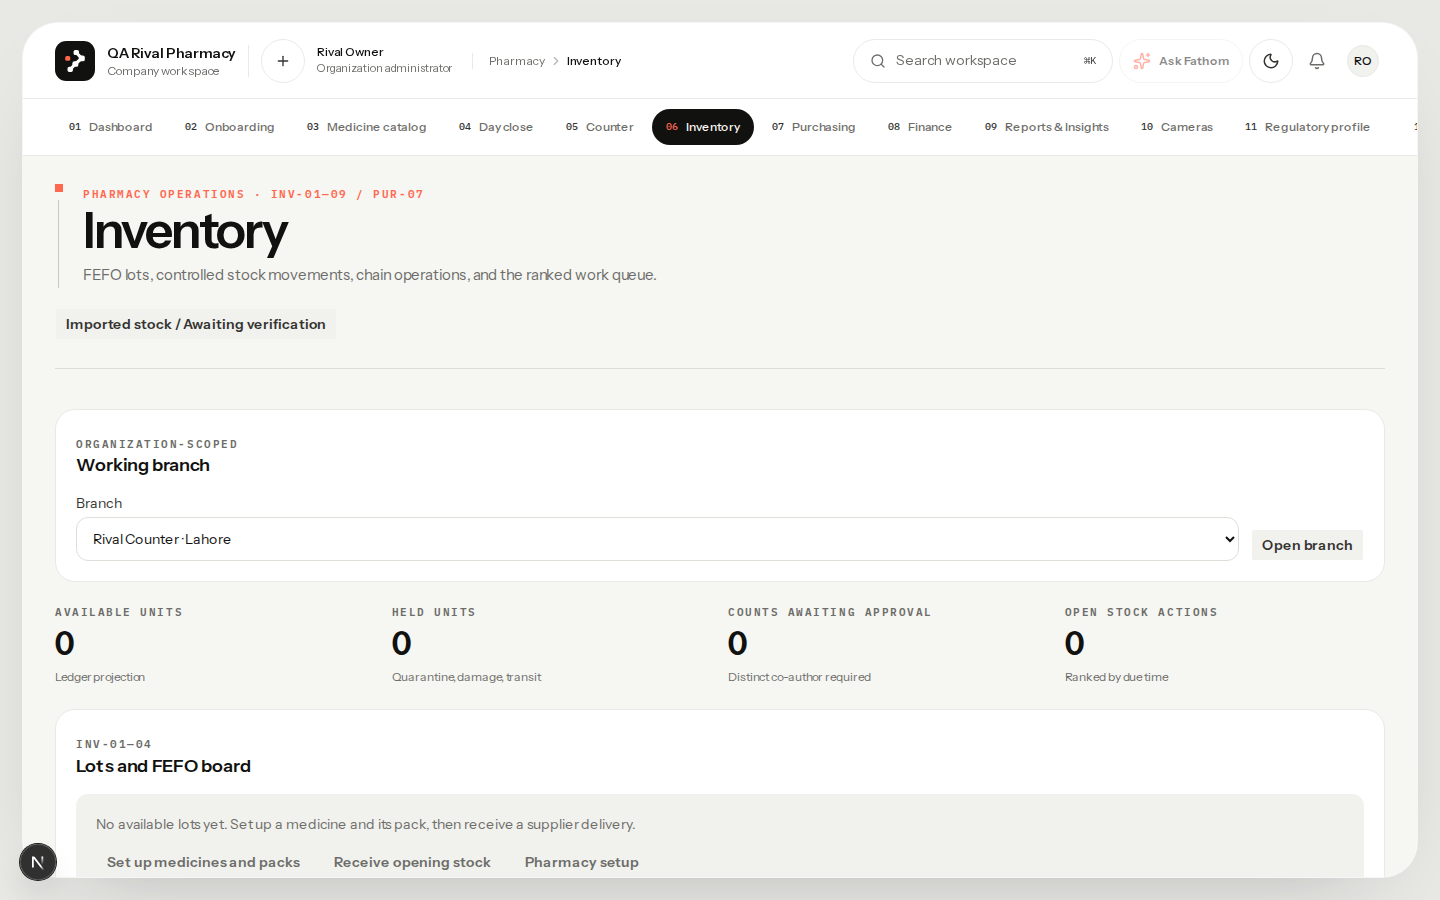 QA Rival Pharmacy
Company workspace
Rival Owner
Organization administrator
Pharmacy > Inventory
Search workspace ⌘K
Ask Fathom
RO
01 Dashboard
02 Onboarding
03 Medicine catalog
04 Day close
05 Counter
06 Inventory
07 Purchasing
08 Finance
09 Reports & Insights
10 Cameras
11 Regulatory profile
PHARMACY OPERATIONS · INV-01–09 / PUR-07
Inventory
FEFO lots, controlled stock movements, chain operations, and the ranked work queue.
Imported stock / Awaiting verification
ORGANIZATION-SCOPED
Working branch
Branch
Rival Counter · Lahore
Open branch
AVAILABLE UNITS
0
Ledger projection
HELD UNITS
0
Quarantine, damage, transit
COUNTS AWAITING APPROVAL
0
Distinct co-author required
OPEN STOCK ACTIONS
0
Ranked by due time
INV-01–04
Lots and FEFO board
No available lots yet. Set up a medicine and its pack, then receive a supplier delivery.
Set up medicines and packs
Receive opening stock
Pharmacy setup
N